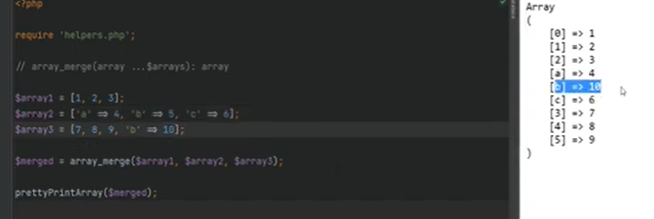 <?php
require 'helpers.php';
// array_merge(array ...$arrays): array
$array1 = [1, 2, 3];
$array2 = ['a' => 4, 'b' => 5, 'c' => 6];
$array3 = [7, 8, 9, 'b' => 10];
$merged = array_merge($array1, $array2, $array3);
prettyPrintArray($merged);
Array
(
[0] => 1
[1] => 2
[2] => 3
[a] => 4
[b] => 10
[c] => 6
[3] => 7
[4] => 8
[5] => 9
)